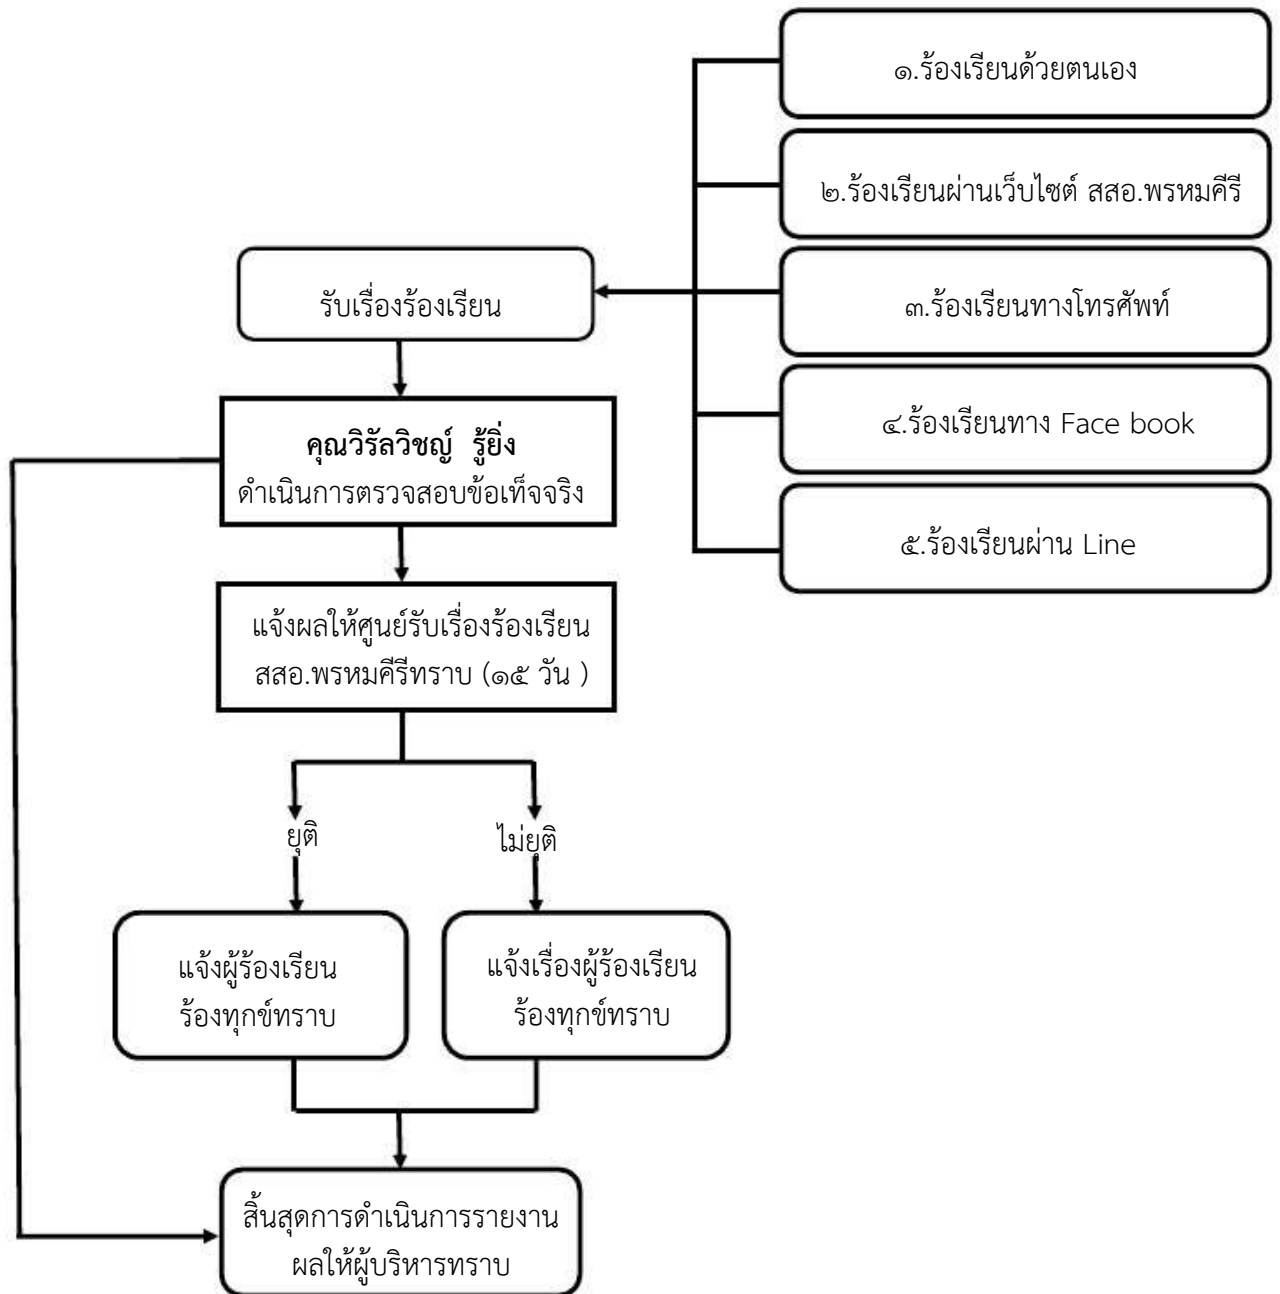 ๑.ร้องเรียนด้วยตนเอง
๒.ร้องเรียนผ่านเว็บไซต์ สสอ.พรหมคีรี
๓.ร้องเรียนทางโทรศัพท์
๔.ร้องเรียนทาง Face book
๕.ร้องเรียนผ่าน Line
รับเรื่องร้องเรียน
คุณวิรัลวิชญ์ รู้ยิ่ง
ดำเนินการตรวจสอบข้อเท็จจริง
แจ้งผลให้ศูนย์รับเรื่องร้องเรียน
สสอ.พรหมคีรีทราบ (๑๕ วัน )
ยุติ
ไม่ยุติ
แจ้งผู้ร้องเรียน
ร้องทุกข์ทราบ
แจ้งเรื่องผู้ร้องเรียน
ร้องทุกข์ทราบ
สิ้นสุดการดำเนินการรายงาน
ผลให้ผู้บริหารทราบ